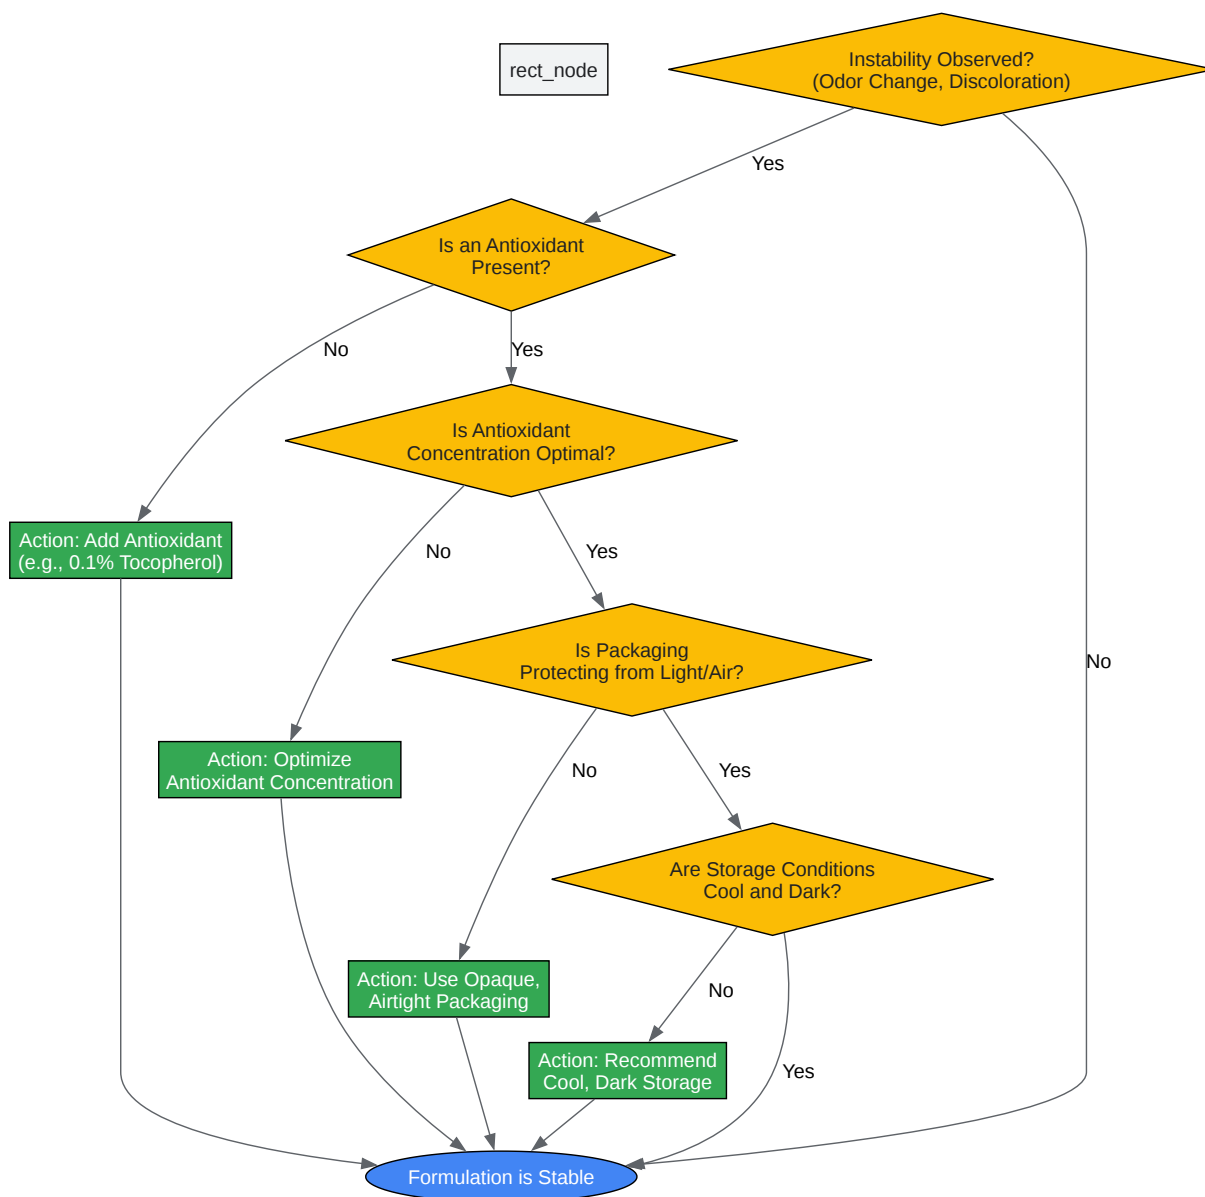 rect_node
Instability Observed?
(Odor Change, Discoloration)
Yes
Is an Antioxidant
Present?
No
Yes
Is Antioxidant
Concentration Optimal?
Action: Add Antioxidant
(e.g., 0.1% Tocopherol)
No
Yes
Is Packaging
Protecting from Light/Air?
No
Action: Optimize
Antioxidant Concentration
No
Yes
Are Storage Conditions
Cool and Dark?
Action: Use Opaque,
Airtight Packaging
No
Action: Recommend
Cool, Dark Storage
Yes
Formulation is Stable